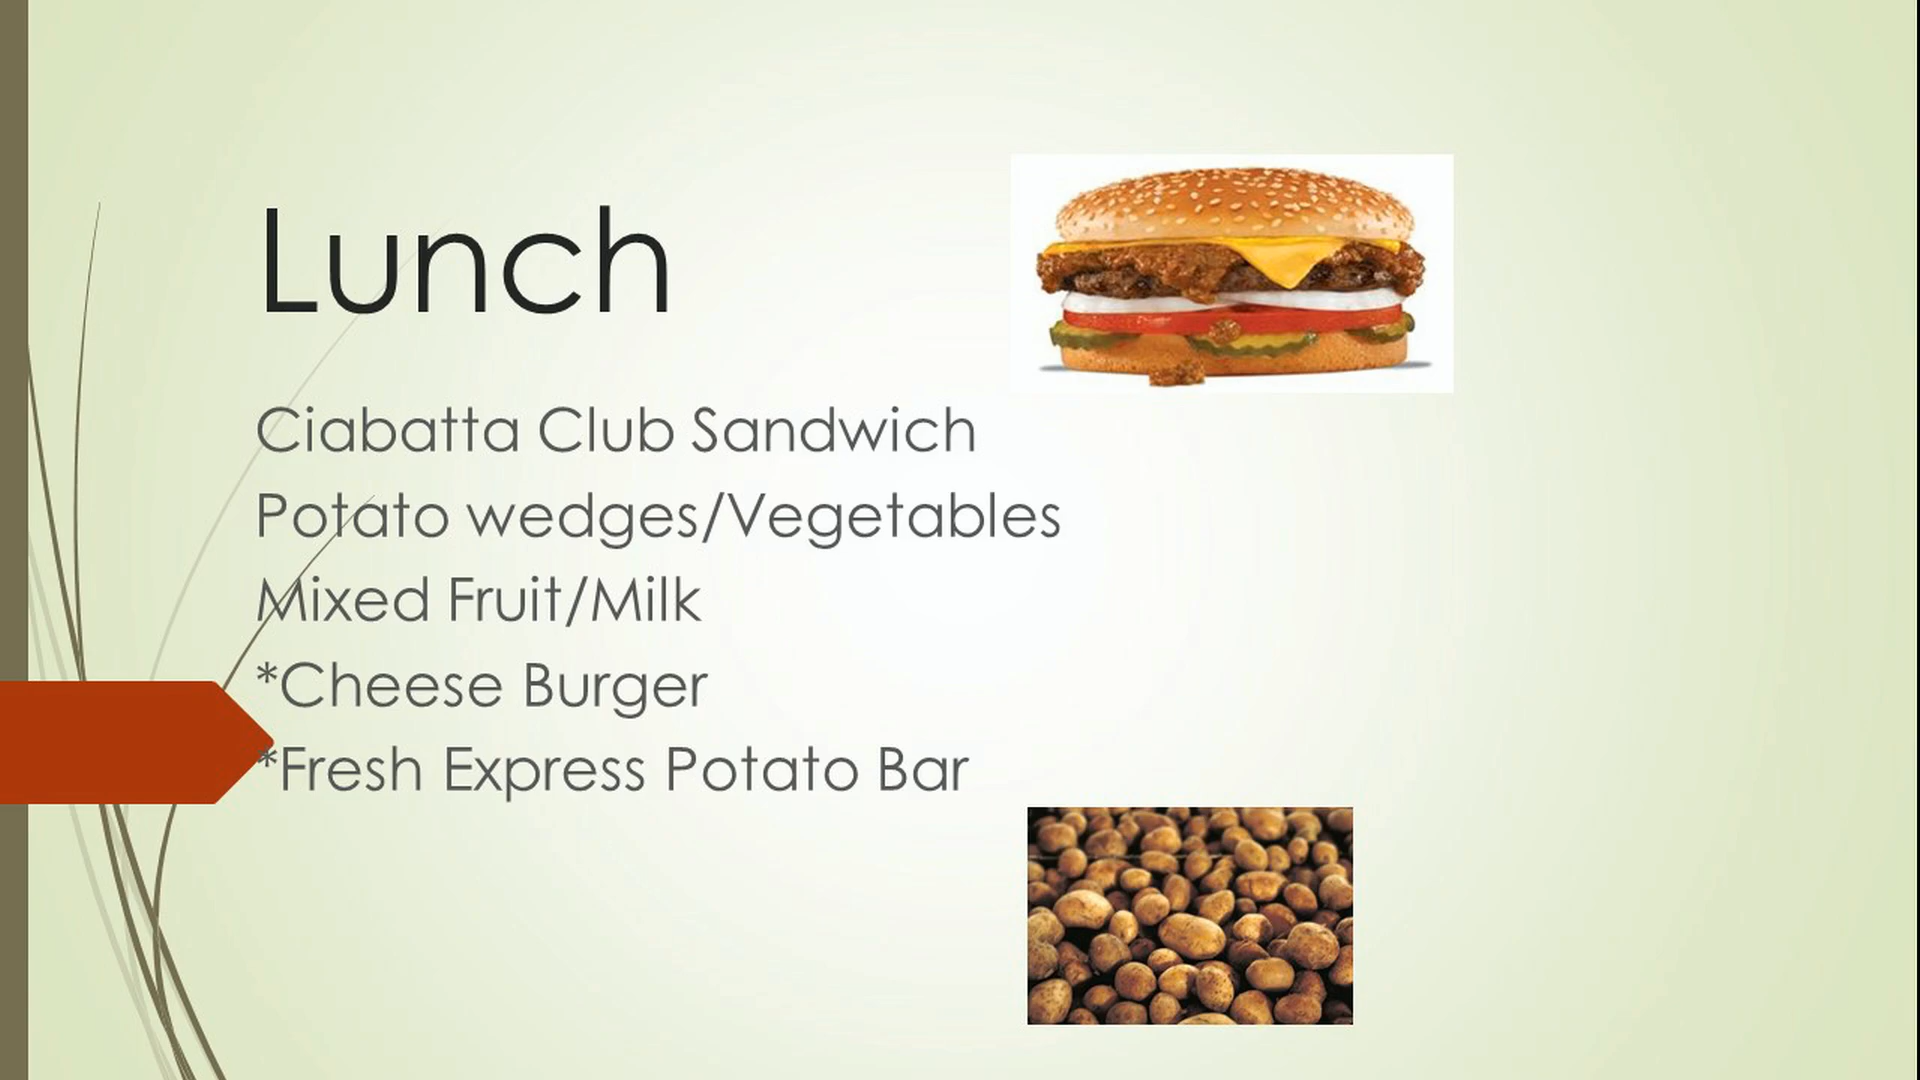 Lunch
Ciabatta Club Sandwich
Potato wedges/Vegetables
Mixed Fruit/Milk
*Cheese Burger
*Fresh Express Potato Bar